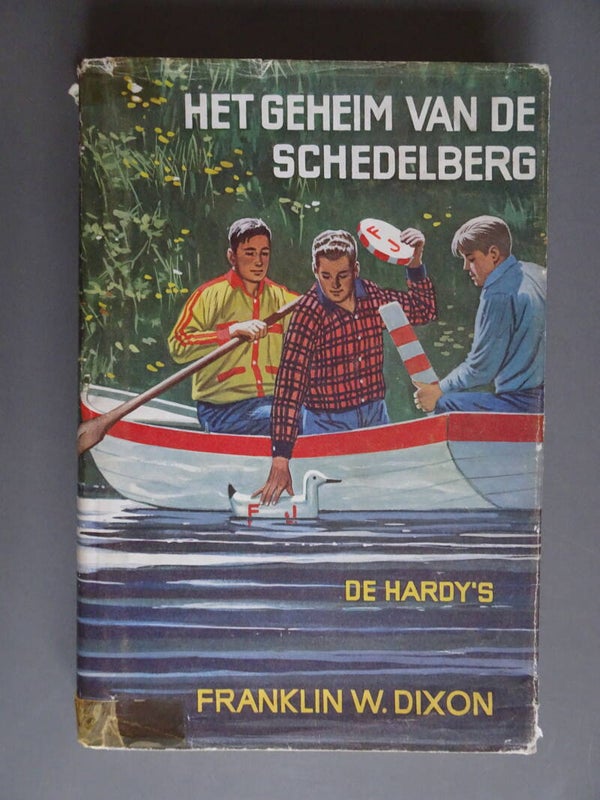 HET GEHEIM VAN DE
SCHEDELBERG
F J
F J
DE HARDY'S
FRANKLIN W. DIXON